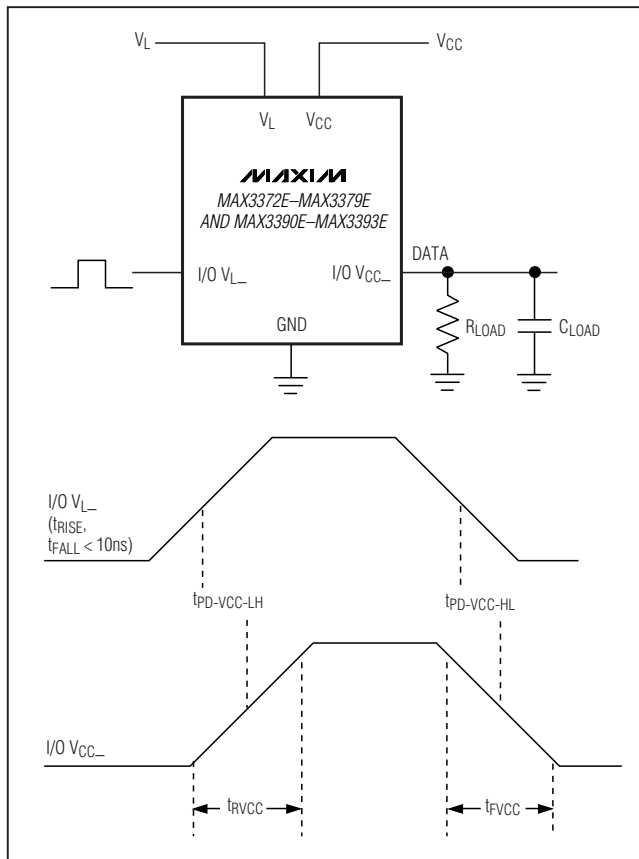 VL
VCC
VL
VCC
MAXIM
MAX3372E–MAX3379E
AND MAX3390E–MAX3393E
DATA
I/O VL_
I/O VCC_
RLOAD
CLOAD
GND
I/O VL_
(tRISE,
tFALL < 10ns)
tPD-VCC-LH
tPD-VCC-HL
I/O VCC_
tRVCC
tFVCC